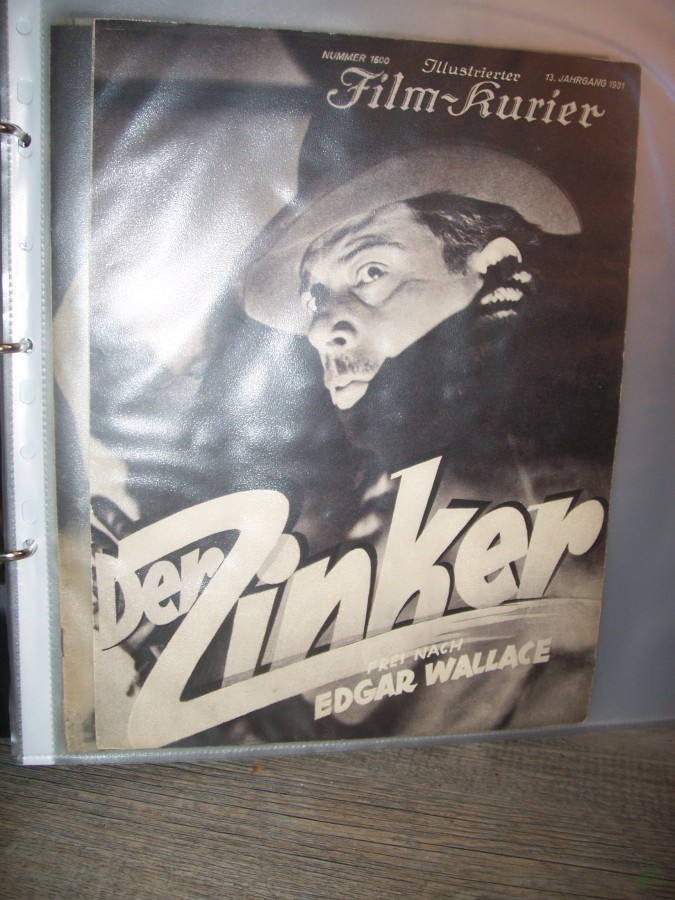 NUMMER 1600
Illustrierter
13. JAHRGANG 1931
Film-Kurier
Der Zinker
FREI NACH
EDGAR WALLACE